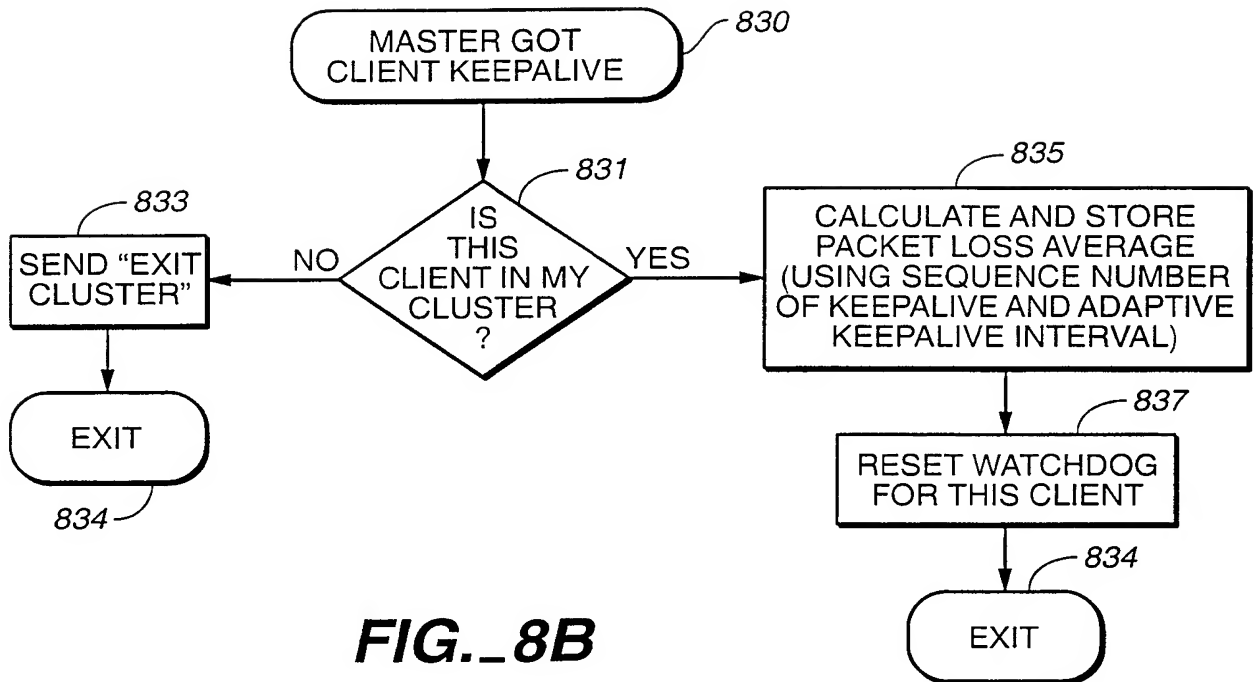 MASTER GOT
CLIENT KEEPALIVE
830
831
IS
THIS
CLIENT IN MY
CLUSTER
?
NO
YES
833
SEND “EXIT
CLUSTER”
EXIT
834
835
CALCULATE AND STORE
PACKET LOSS AVERAGE
(USING SEQUENCE NUMBER
OF KEEPALIVE AND ADAPTIVE
KEEPALIVE INTERVAL)
837
RESET WATCHDOG
FOR THIS CLIENT
834
EXIT
FIG._8B